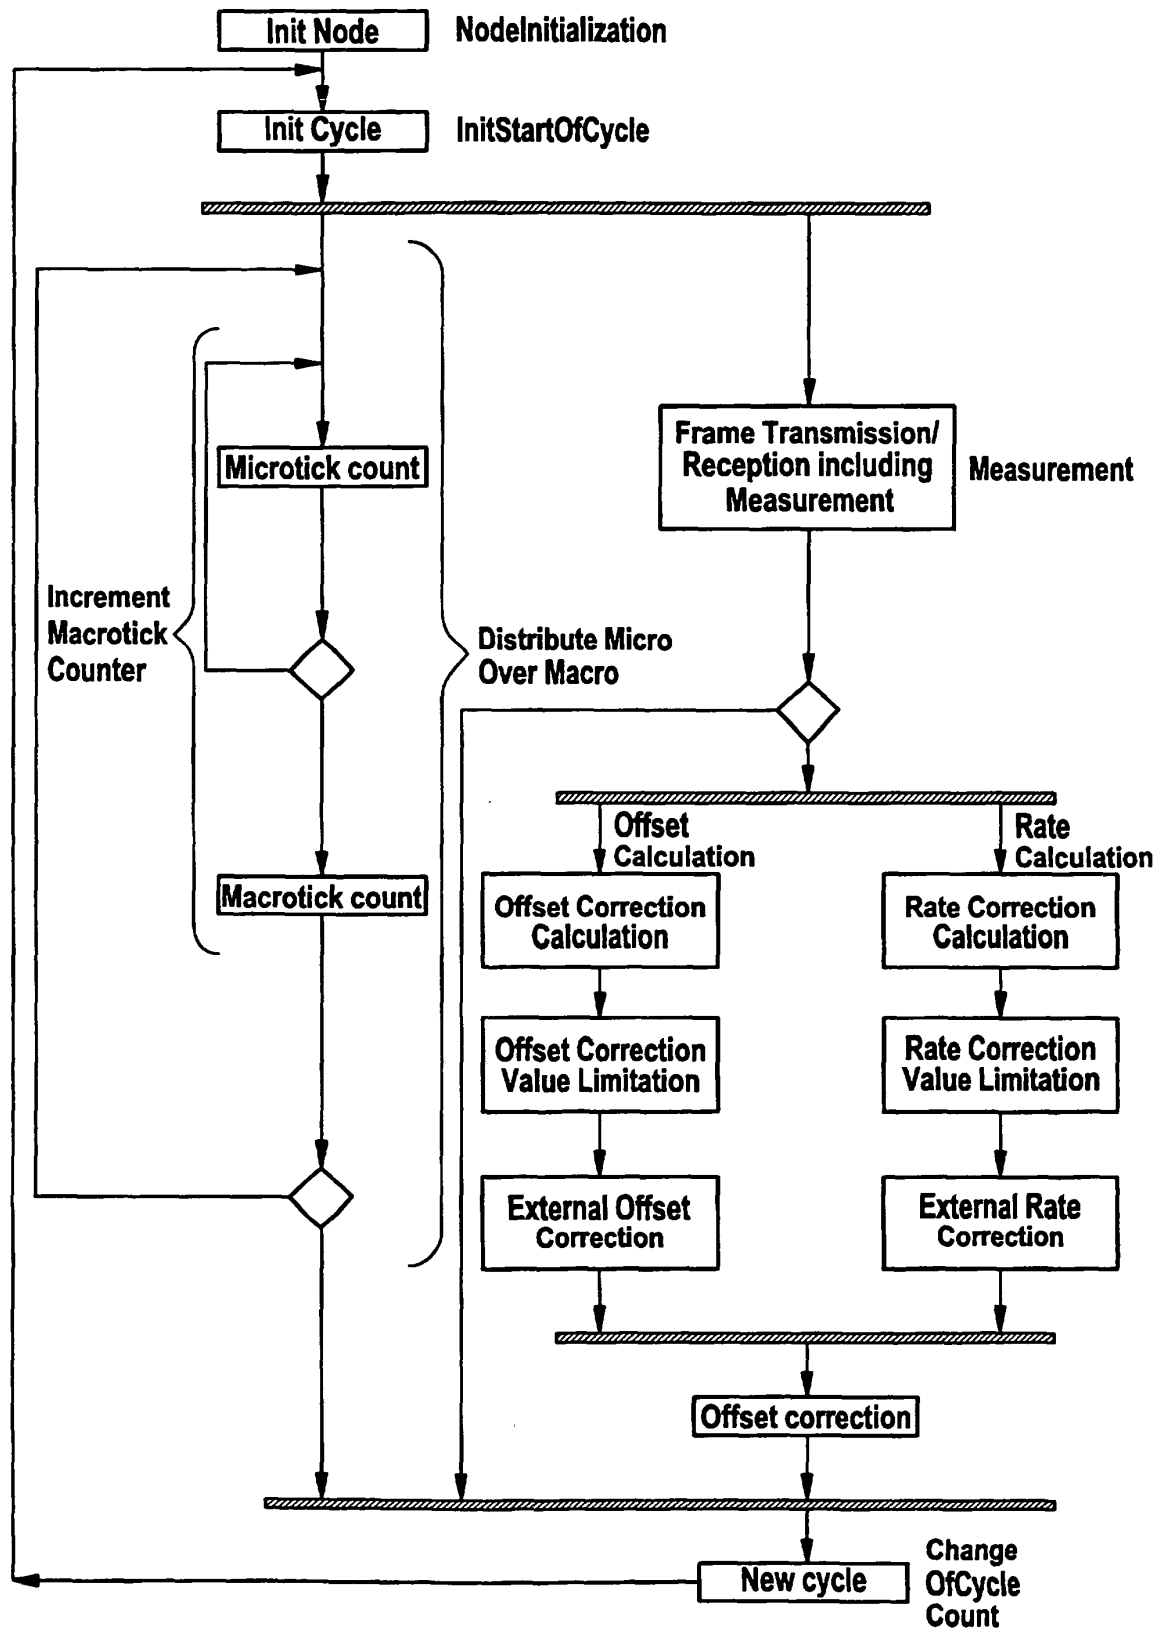 Init Node
NodeInitialization
Init Cycle
InitStartOfCycle
Microtick count
Frame Transmission/
Reception including
Measurement
Measurement
Increment
Macrotick
Counter
Distribute Micro
Over Macro
Offset
Calculation
Rate
Calculation
Macrotick count
Offset Correction
Calculation
Rate Correction
Calculation
Offset Correction
Value Limitation
Rate Correction
Value Limitation
External Offset
Correction
External Rate
Correction
Offset correction
New cycle
Change
OfCycle
Count